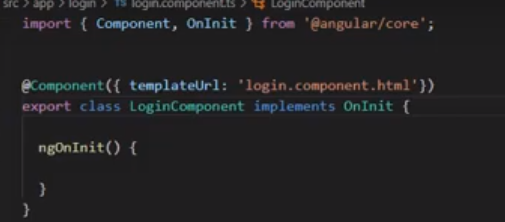 src > app > login > TS login.component.ts > LoginComponent
import { Component, OnInit } from '@angular/core';
@Component({ templateUrl: 'login.component.html'})
export class LoginComponent implements OnInit {
ngOnInit() {
}
}